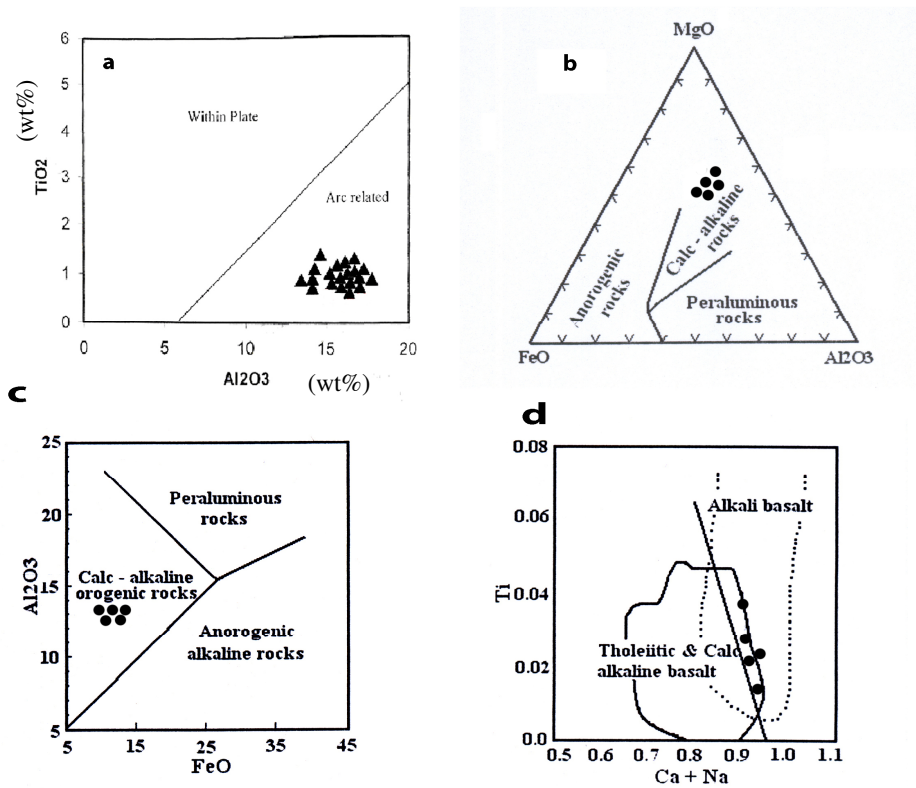 a
6
5
4
3
2
1
0
TiO2 (wt%)
Within Plate
Arc related
0 5 10 15 20
Al2O3 (wt%)
b
MgO
Anorogenic
rocks
Calc - alkaline
rocks
Peraluminous
rocks
FeO
Al2O3
c
25
20
15
10
5
Al2O3
Peraluminous
rocks
Calc - alkaline
orogenic rocks
Anorogenic
alkaline rocks
5 15 25 35 45
FeO
d
0.08
0.06
0.04
0.02
0.0
Ti
Alkali basalt
Tholeiitic & Calc
alkaline basalt
0.5 0.6 0.7 0.8 0.9 1.0 1.1
Ca + Na